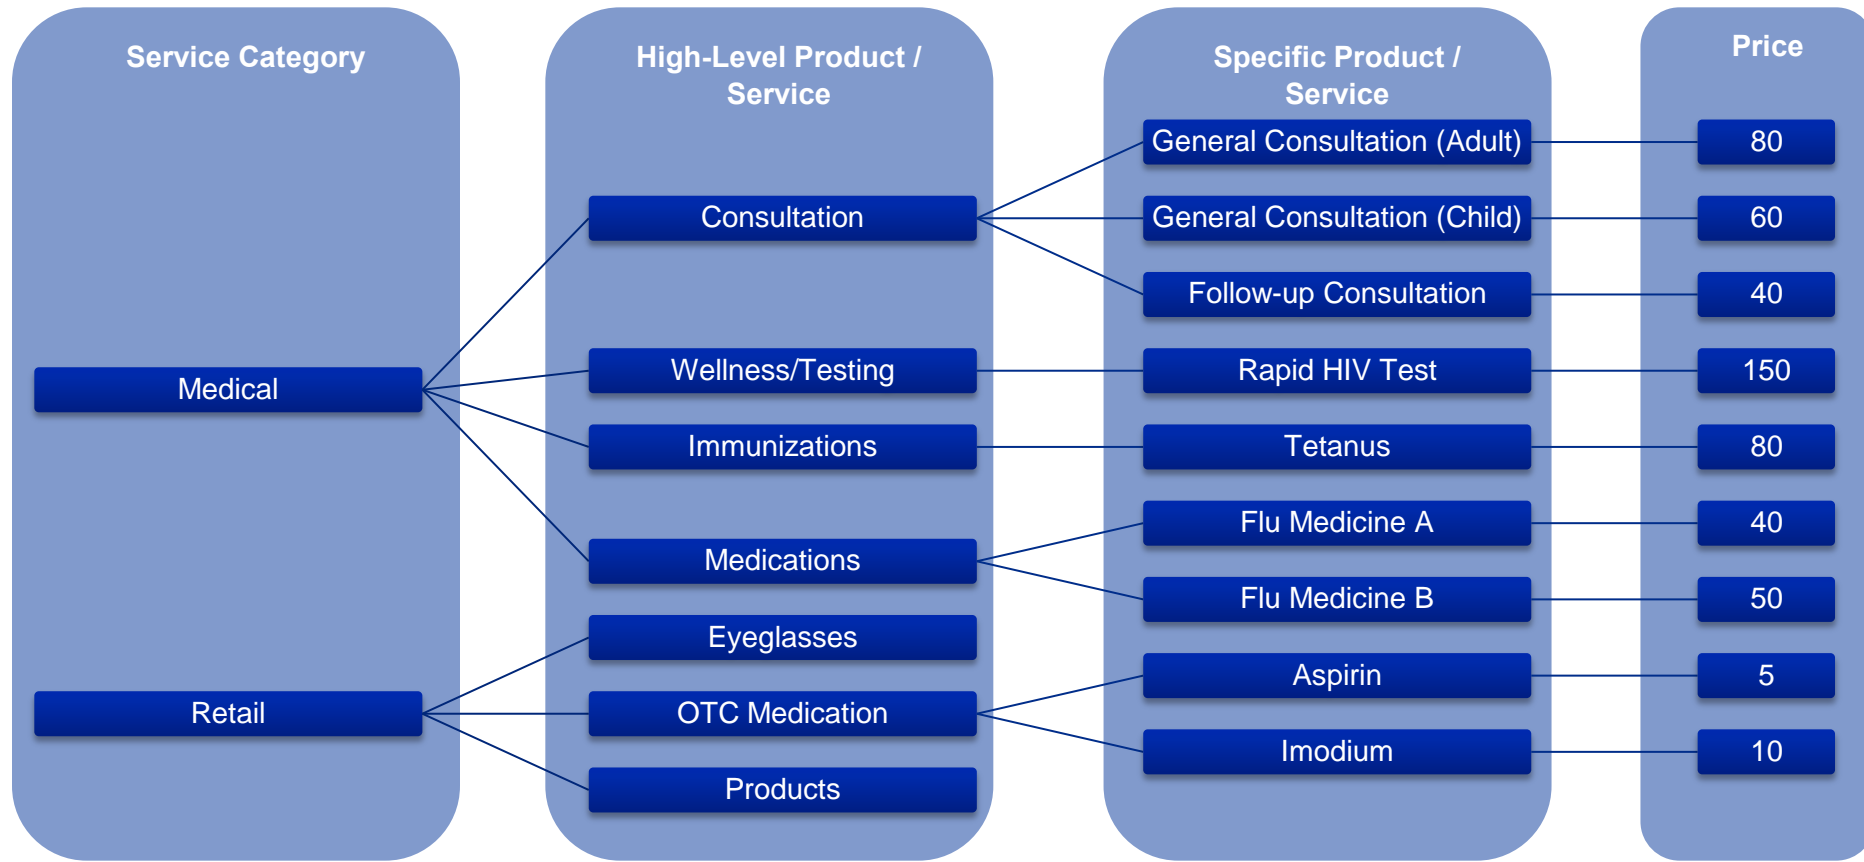 Service Category
High-Level Product /
Service
Specific Product /
Service
Price
General Consultation (Adult)
80
Consultation
General Consultation (Child)
60
Follow-up Consultation
40
Medical
Wellness/Testing
Rapid HIV Test
150
Immunizations
Tetanus
80
Flu Medicine A
40
Medications
Flu Medicine B
50
Eyeglasses
Aspirin
5
Retail
OTC Medication
Imodium
10
Products